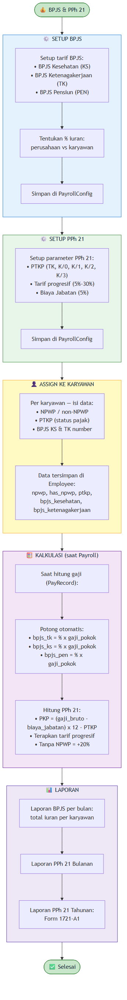 💰 BPJS & PPh 21
⚙️ SETUP BPJS
Setup tarif BPJS:
• BPJS Kesehatan (KS)
• BPJS Ketenagakerjaan
(TK)
• BPJS Pensiun (PEN)
Tentukan % iuran:
perusahaan vs karyawan
Simpan di PayrollConfig
⚙️ SETUP PPh 21
Setup parameter PPh 21:
• PTKP (TK, K/0, K/1, K/2,
K/3)
• Tarif progresif (5%-30%)
• Biaya Jabatan (5%)
Simpan di PayrollConfig
👤 ASSIGN KE KARYAWAN
Per karyawan — isi data:
• NPWP / non-NPWP
• PTKP (status pajak)
• BPJS KS & TK number
Data tersimpan di
Employee:
npwp, has_npwp, ptkp,
bpjs_kesehatan,
bpjs_ketenagakerjaan
🧮 KALKULASI (saat Payroll)
Saat hitung gaji
(PayRecord):
Potong otomatis:
• bpjs_tk = % x gaji_pokok
• bpjs_ks = % x gaji_pokok
• bpjs_pen = % x
gaji_pokok
Hitung PPh 21:
• PKP = (gaji_bruto -
biaya_jabatan) x 12 - PTKP
• Terapkan tarif progresif
• Tanpa NPWP = +20%
📊 LAPORAN
Laporan BPJS per bulan:
total iuran per karyawan
Laporan PPh 21 Bulanan
Laporan PPh 21 Tahunan:
Form 1721-A1
✅ Selesai